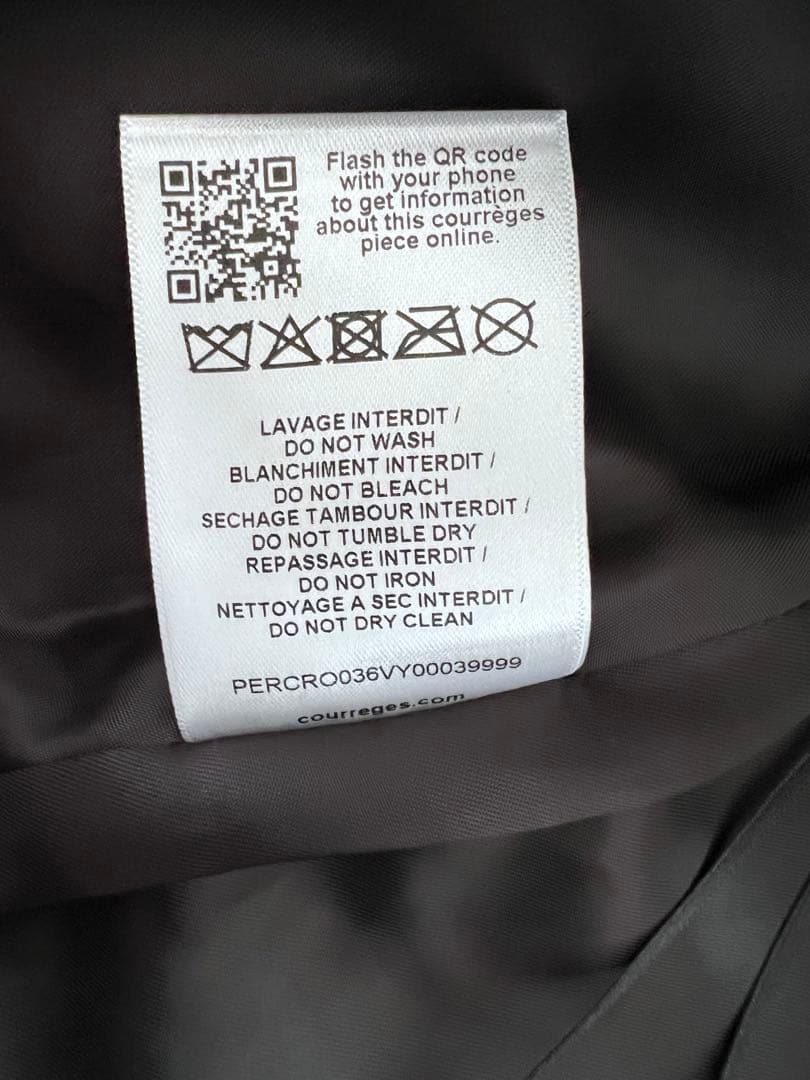 Flash the QR code
with your phone
to get information
about this courrèges
piece online.
LAVAGE INTERDIT /
DO NOT WASH
BLANCHIMENT INTERDIT /
DO NOT BLEACH
SECHAGE TAMBOUR INTERDIT /
DO NOT TUMBLE DRY
REPASSAGE INTERDIT /
DO NOT IRON
NETTOYAGE A SEC INTERDIT /
DO NOT DRY CLEAN
PERCRO036VY00039999
courreges.com